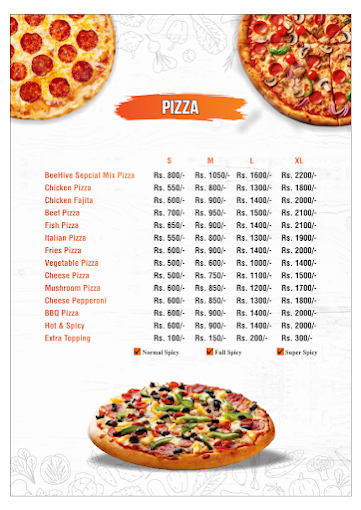 PIZZA
S M L XL
BeeHive Sepcial Mix Pizza Rs. 800/- Rs. 1050/- Rs. 1600/- Rs. 2200/-
Chicken Pizza Rs. 550/- Rs. 800/- Rs. 1300/- Rs. 1800/-
Chicken Fajita Rs. 600/- Rs. 900/- Rs. 1400/- Rs. 2000/-
Beef Pizza Rs. 700/- Rs. 950/- Rs. 1500/- Rs. 2100/-
Fish Pizza Rs. 650/- Rs. 900/- Rs. 1400/- Rs. 2100/-
Italian Pizza Rs. 550/- Rs. 800/- Rs. 1300/- Rs. 1900/-
Fries Pizza Rs. 600/- Rs. 900/- Rs. 1400/- Rs. 2000/-
Vegetable Pizza Rs. 500/- Rs. 600/- Rs. 1000/- Rs. 1400/-
Cheese Pizza Rs. 500/- Rs. 750/- Rs. 1100/- Rs. 1500/-
Mushroom Pizza Rs. 600/- Rs. 850/- Rs. 1200/- Rs. 1700/-
Cheese Pepperoni Rs. 600/- Rs. 850/- Rs. 1300/- Rs. 1800/-
BBQ Pizza Rs. 600/- Rs. 900/- Rs. 1400/- Rs. 2000/-
Hot & Spicy Rs. 600/- Rs. 900/- Rs. 1400/- Rs. 2000/-
Extra Topping Rs. 100/- Rs. 150/- Rs. 200/- Rs. 300/-
Normal Spicy Full Spicy Super Spicy